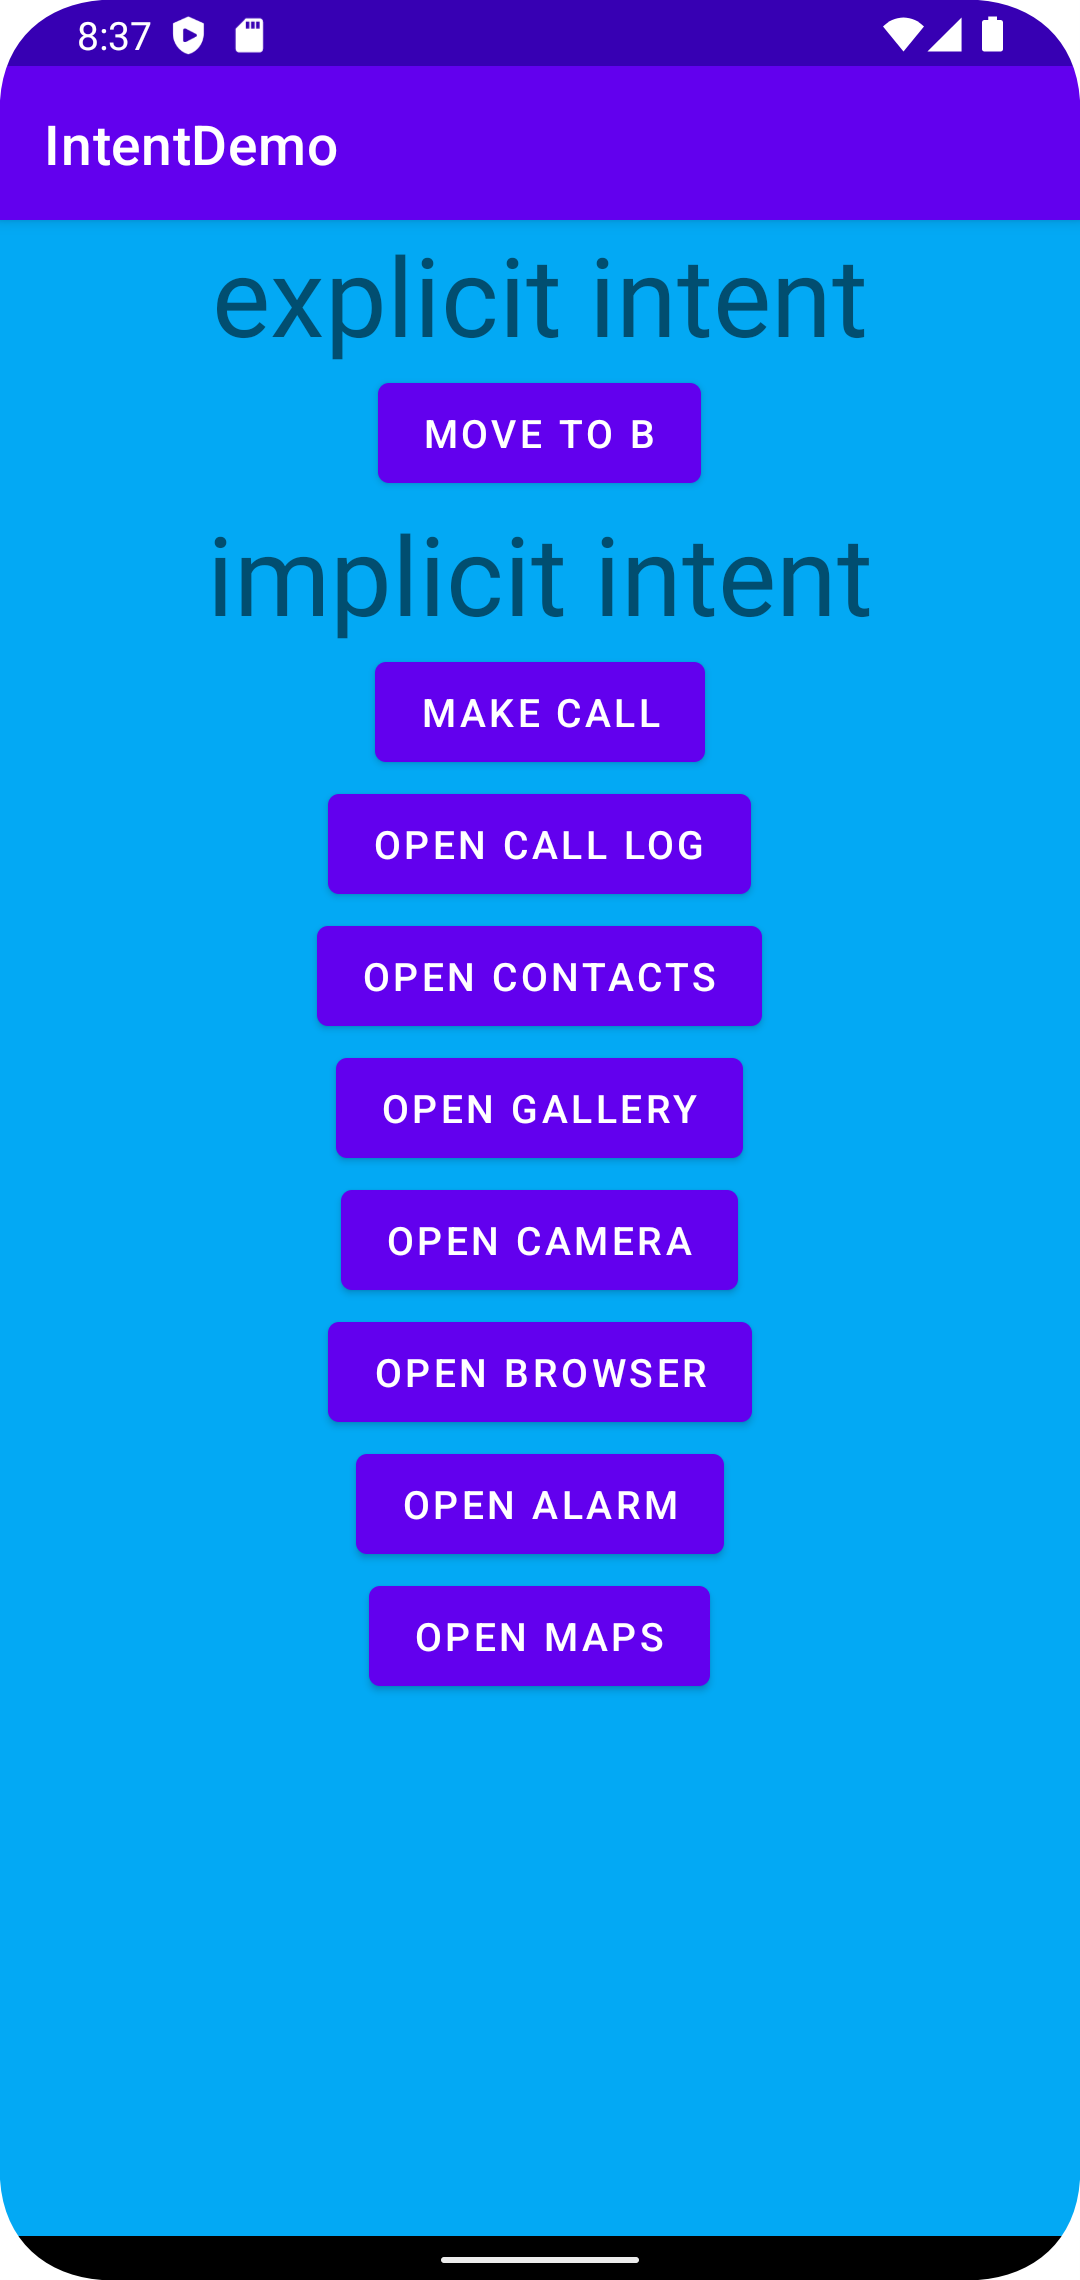 8:37
IntentDemo
explicit intent
MOVE TO B
implicit intent
MAKE CALL
OPEN CALL LOG
OPEN CONTACTS
OPEN GALLERY
OPEN CAMERA
OPEN BROWSER
OPEN ALARM
OPEN MAPS